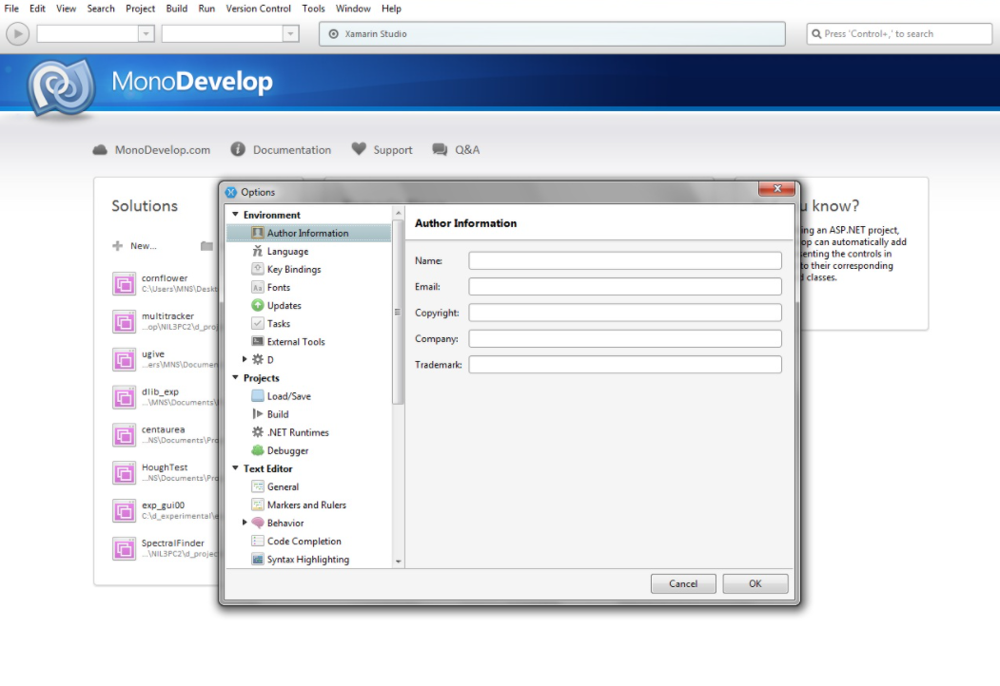 File Edit View Search Project Build Run Version Control Tools Window Help
Xamarin Studio
Press 'Control+,' to search
MonoDevelop
MonoDevelop.com Documentation Support Q&A
Solutions
New...
cornflower
C:\Users\MNS\Deskt
multitracker
...op\NIL3PC2\d_proj
ugive
...ers\MNS\Documen
dlib_exp
...\MNS\Documents\
centaurea
...NS\Documents\Pro
HoughTest
...NS\Documents\Pro
exp_gui00
C:\d_experimental\e
SpectralFinder
...\NIL3PC2\d_projec
Options
Environment
Author Information
Language
Key Bindings
Fonts
Updates
Tasks
External Tools
D
Projects
Load/Save
Build
.NET Runtimes
Debugger
Text Editor
General
Markers and Rulers
Behavior
Code Completion
Syntax Highlighting
Author Information
Name:
Email:
Copyright:
Company:
Trademark:
Cancel OK
u know?
ing an ASP.NET project,
op can automatically add
senting the controls in
to their corresponding
d classes.